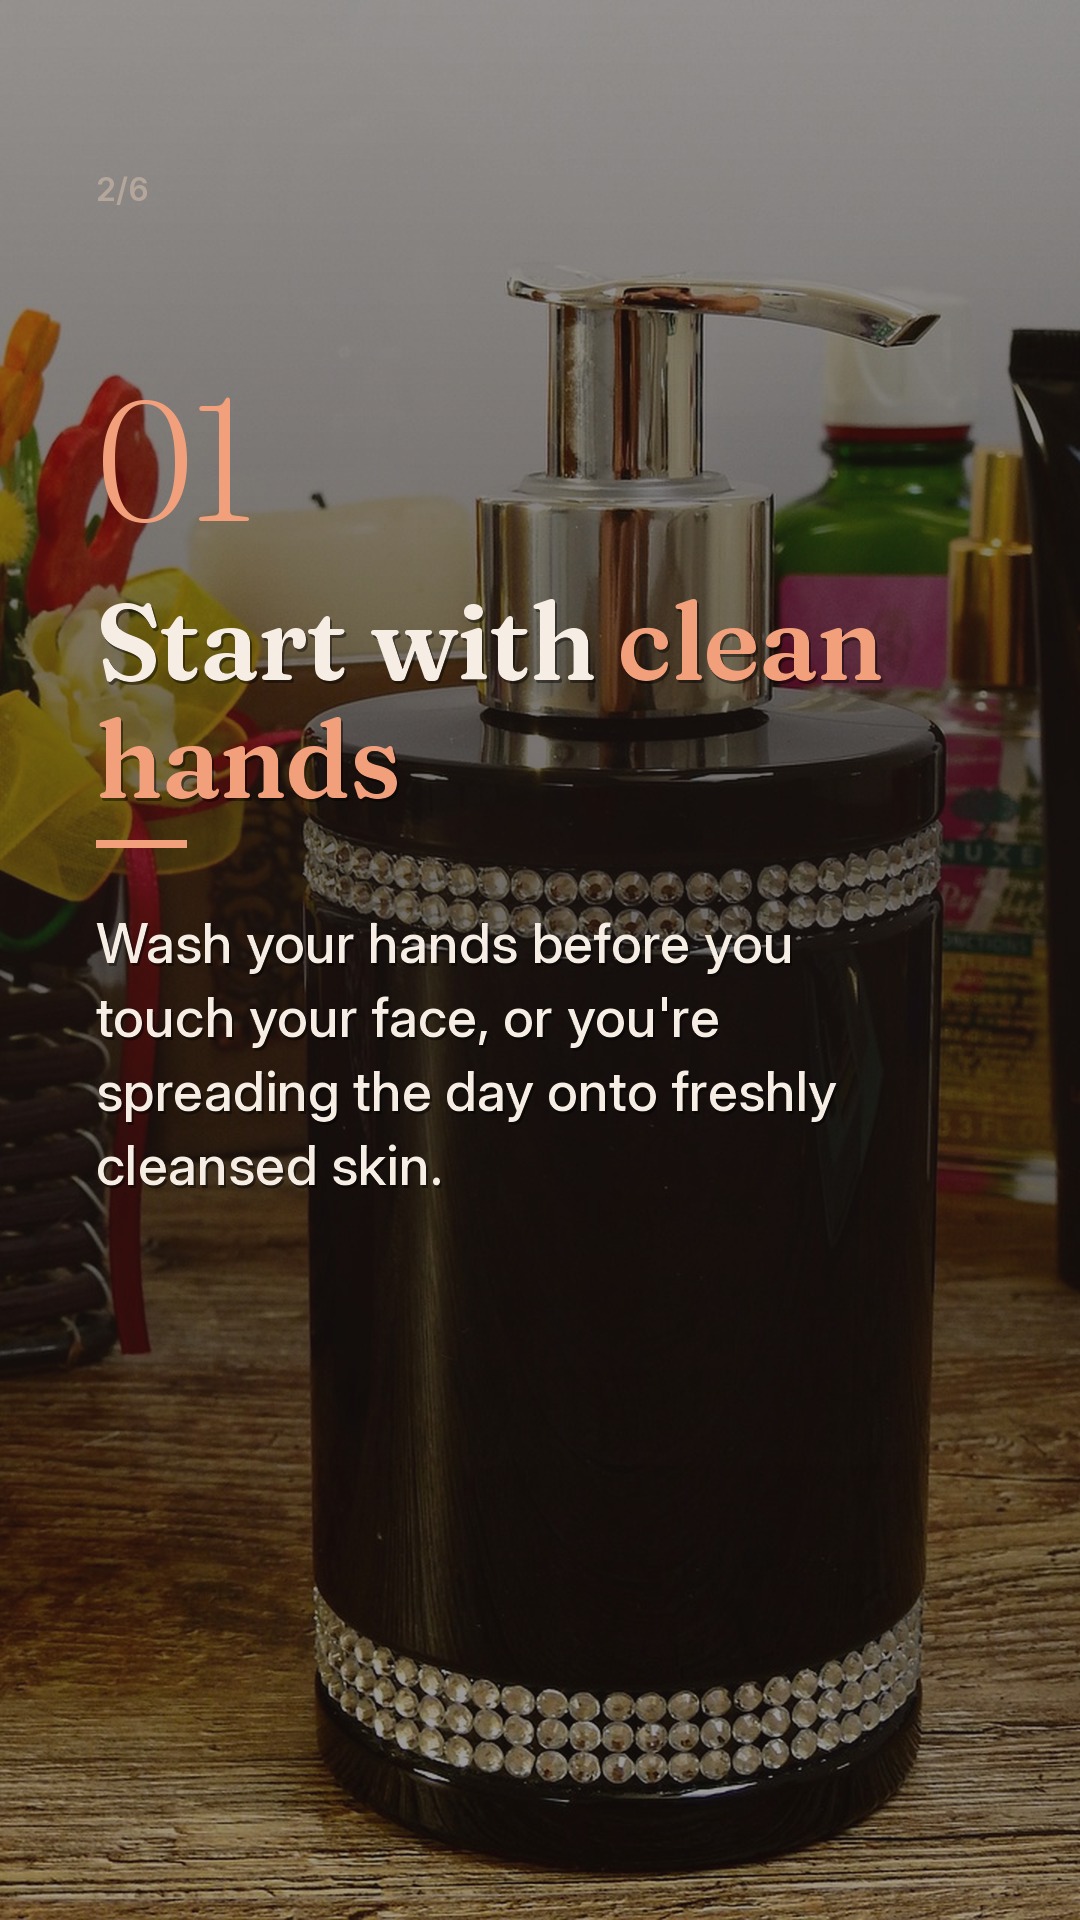 2/6
01
Start with clean
hands
Wash your hands before you
touch your face, or you're
spreading the day onto freshly
cleansed skin.
NUXE